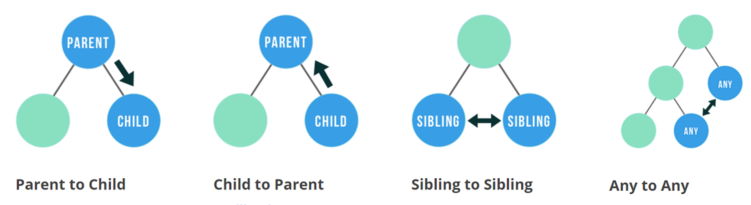 PARENT
CHILD
Parent to Child
PARENT
CHILD
Child to Parent
SIBLING
SIBLING
Sibling to Sibling
ANY
ANY
Any to Any